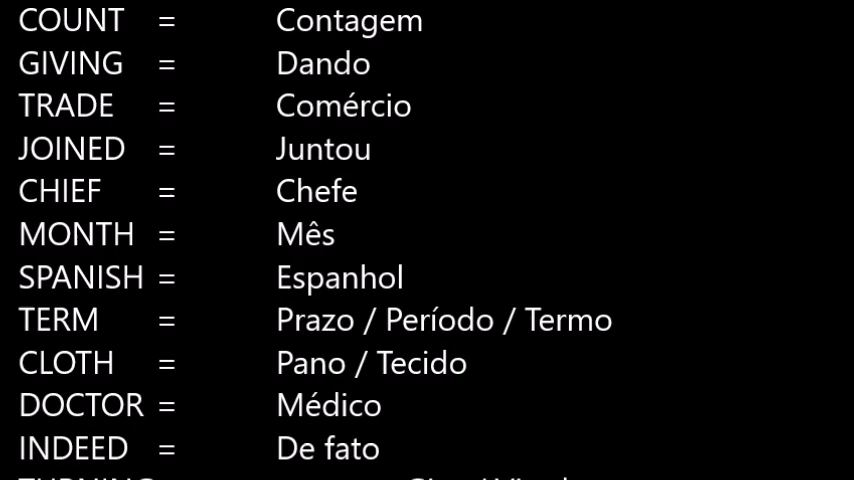 COUNT = Contagem
GIVING = Dando
TRADE = Comércio
JOINED = Juntou
CHIEF = Chefe
MONTH = Mês
SPANISH = Espanhol
TERM = Prazo / Período / Termo
CLOTH = Pano / Tecido
DOCTOR = Médico
INDEED = De fato